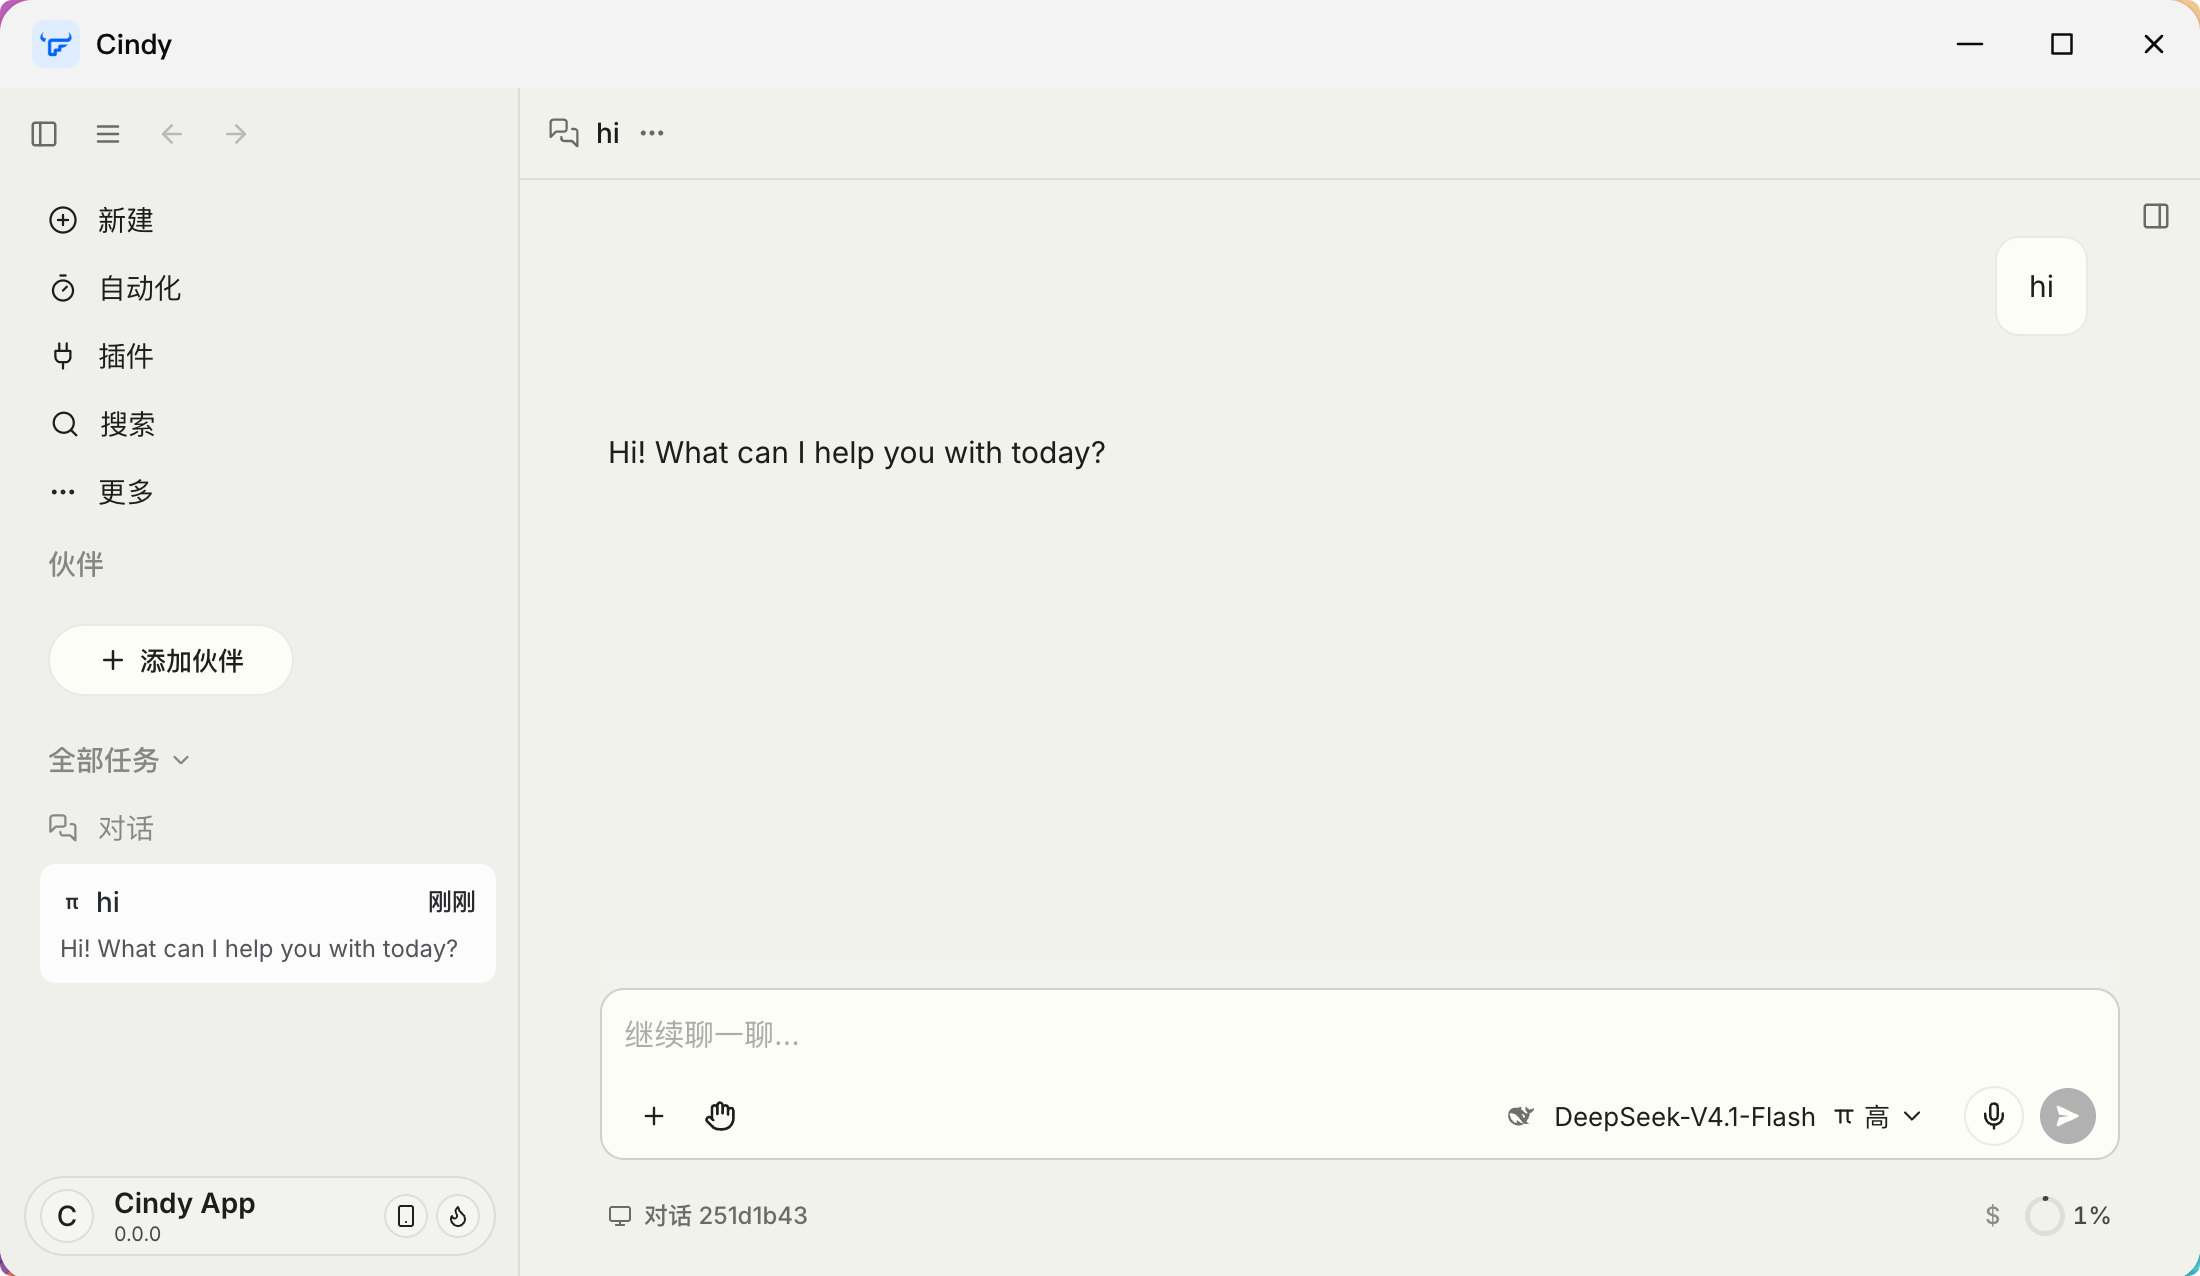 Cindy
新建
自动化
插件
搜索
更多
伙伴
添加伙伴
全部任务
对话
π hi 刚刚
Hi! What can I help you with today?
C
Cindy App
0.0.0
hi
hi
Hi! What can I help you with today?
继续聊一聊...
DeepSeek-V4.1-Flash π 高
对话 251d1b43
$ 1%